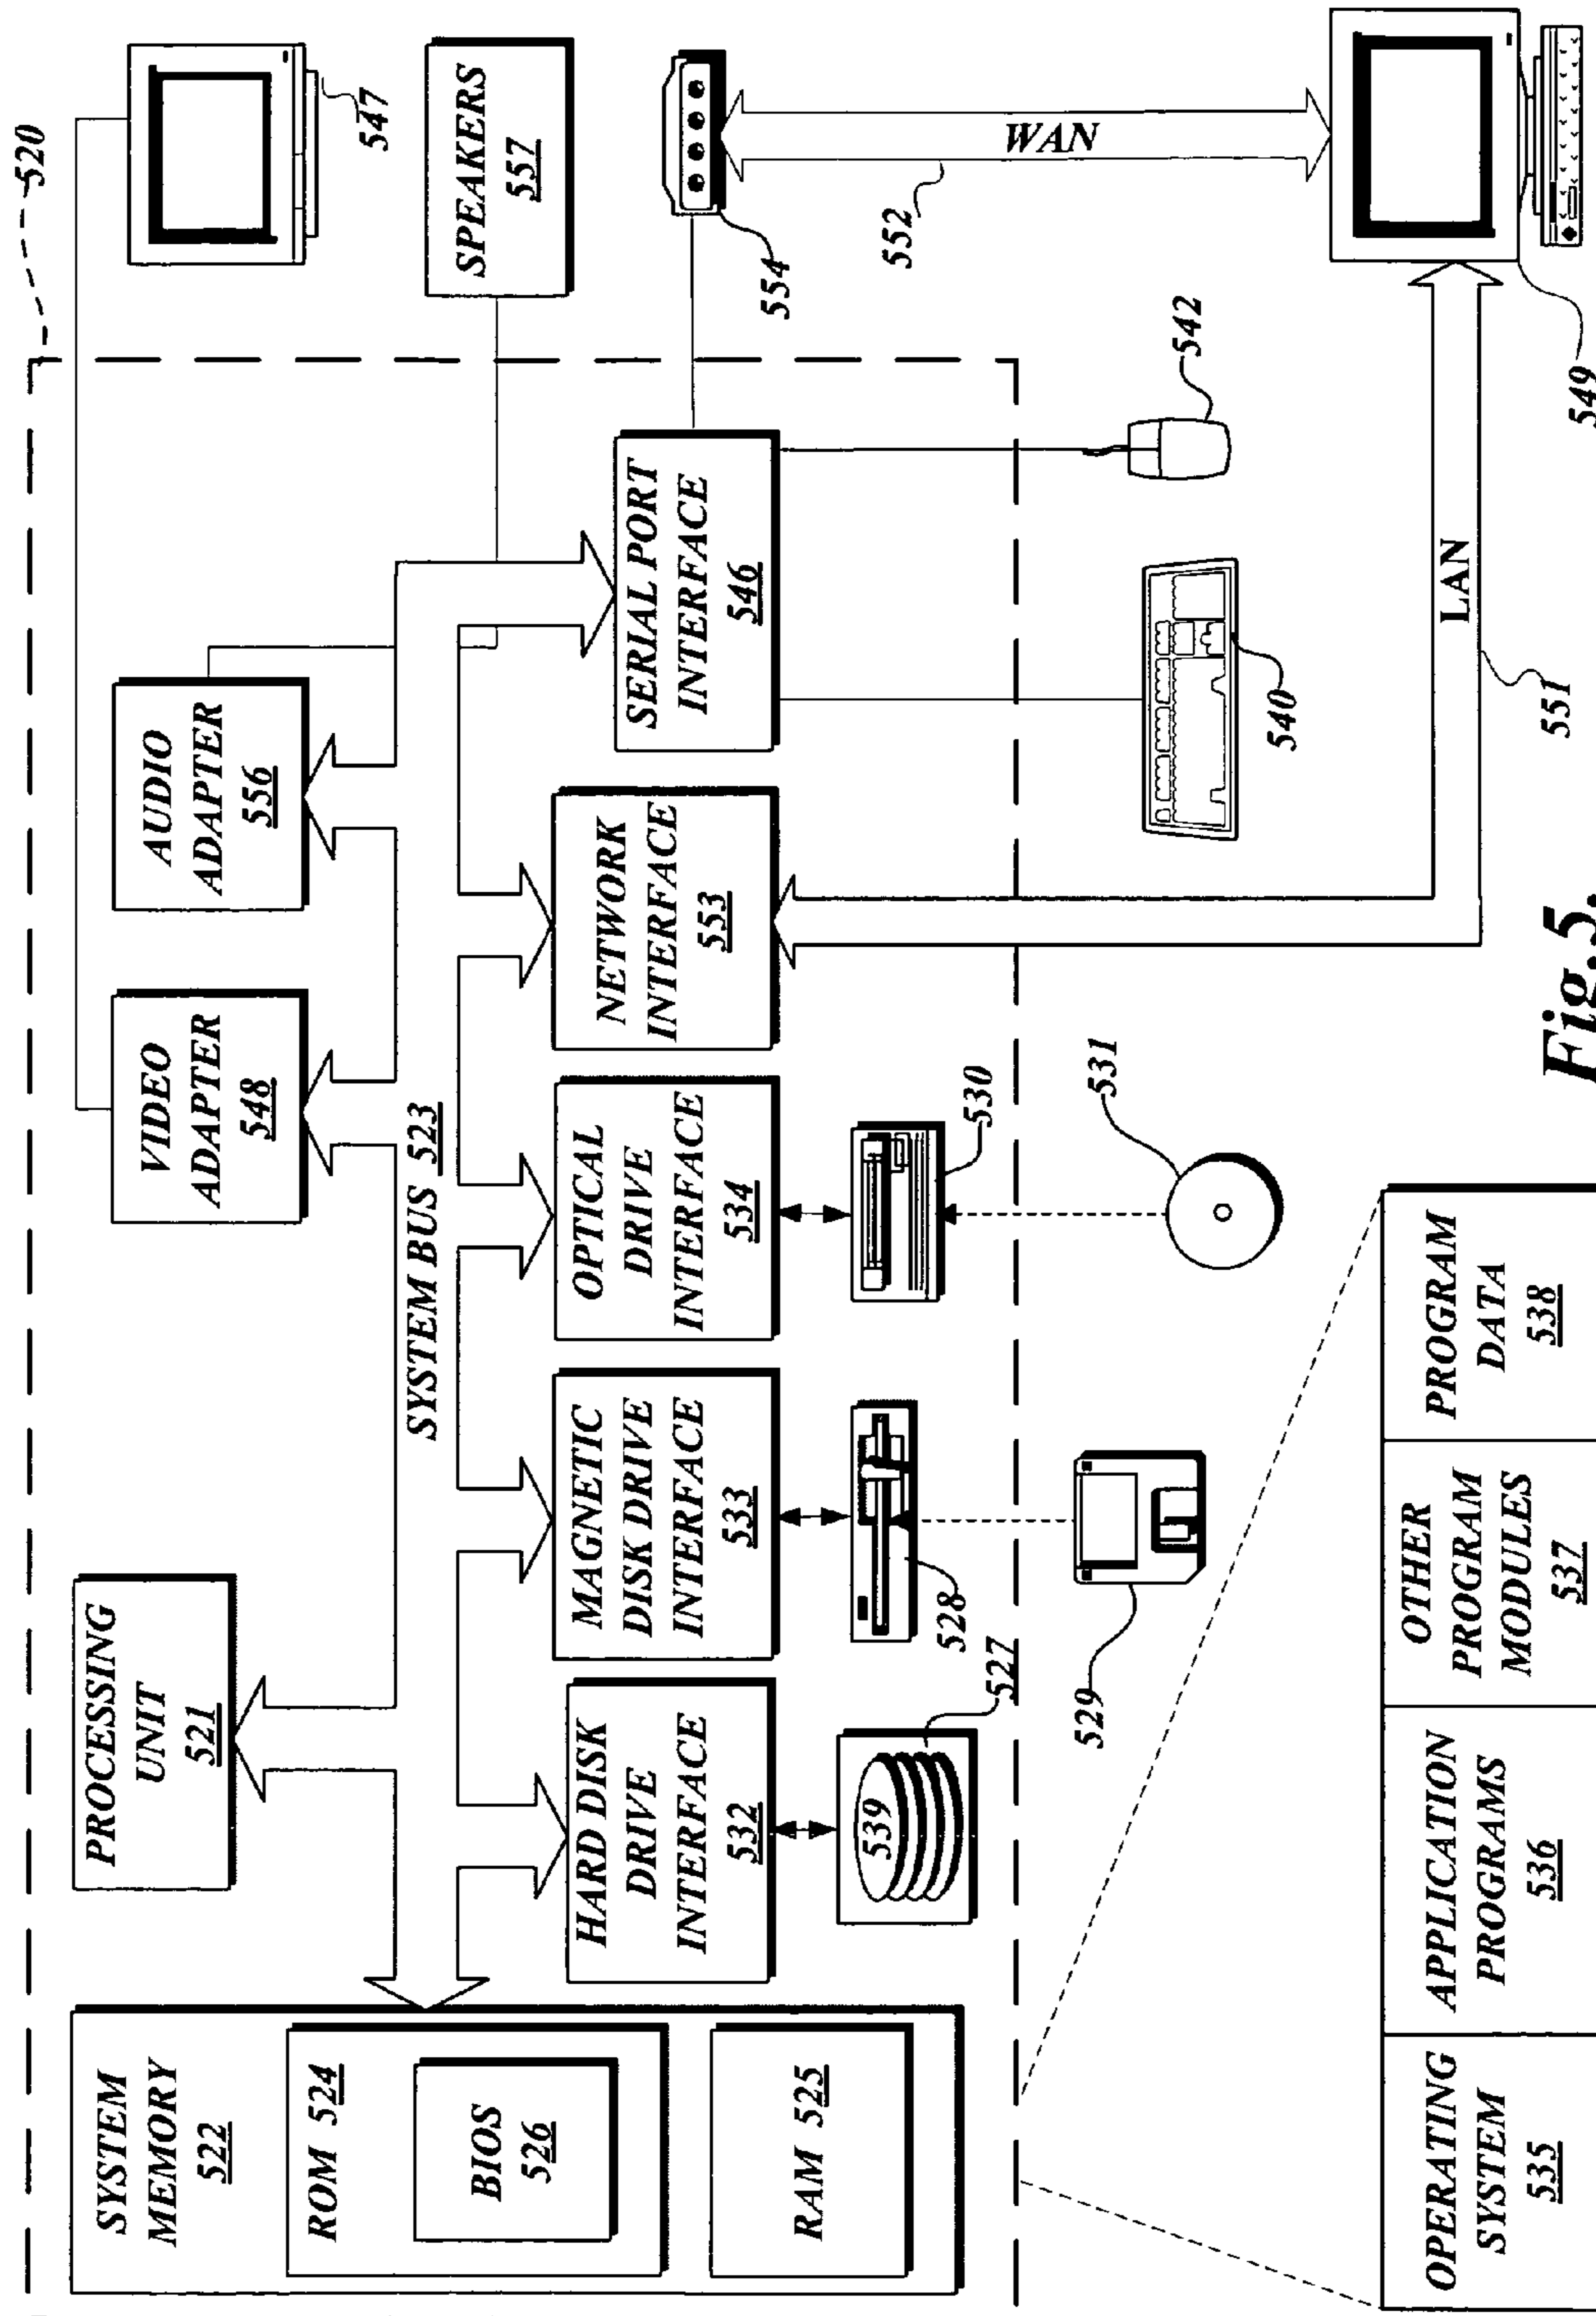 520
SYSTEM
MEMORY
522
ROM 524
BIOS
526
RAM 525
PROCESSING
UNIT
521
VIDEO
ADAPTER
548
AUDIO
ADAPTER
556
547
SPEAKERS
557
SYSTEM BUS 523
HARD DISK
DRIVE
INTERFACE
532
MAGNETIC
DISK DRIVE
INTERFACE
533
OPTICAL
DRIVE
INTERFACE
534
NETWORK
INTERFACE
553
SERIAL PORT
INTERFACE
546
554
539
527
528
530
WAN
552
529
531
540
542
LAN
551
549
OPERATING
SYSTEM
535
APPLICATION
PROGRAMS
536
OTHER
PROGRAM
MODULES
537
PROGRAM
DATA
538
Fig.5.